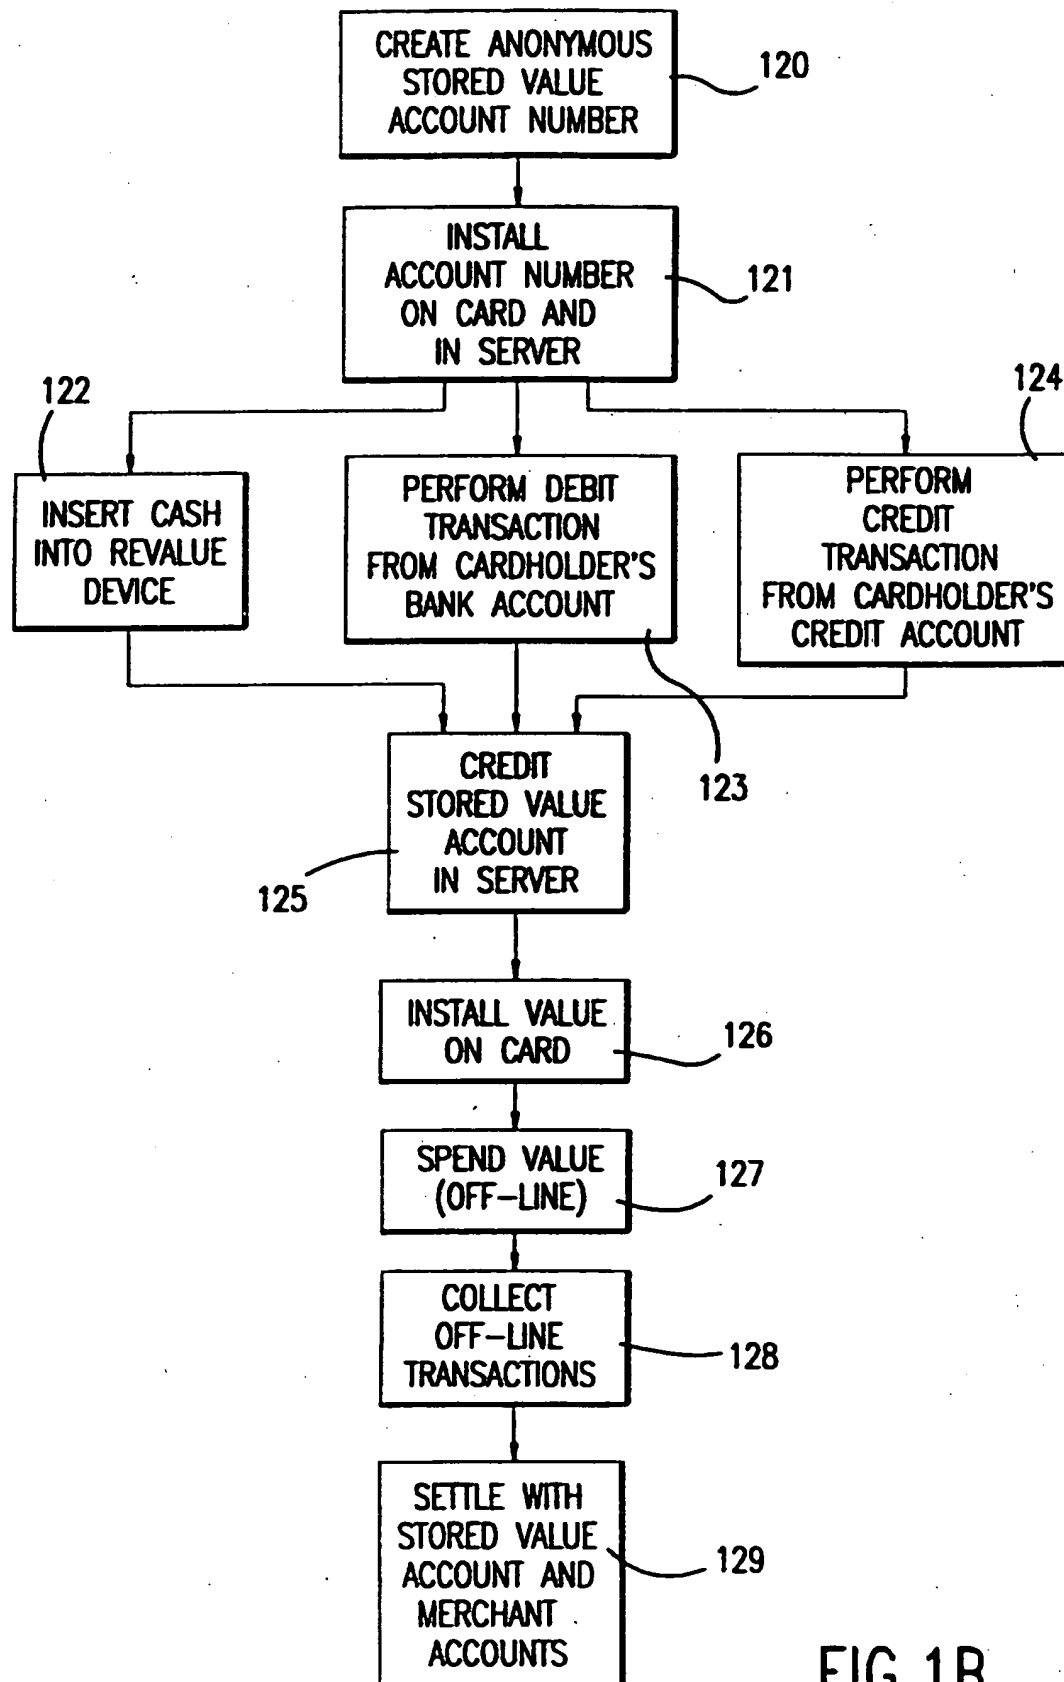 CREATE ANONYMOUS
STORED VALUE
ACCOUNT NUMBER
120
INSTALL
ACCOUNT NUMBER
ON CARD AND
IN SERVER
121
122
INSERT CASH
INTO REVALUE
DEVICE
PERFORM DEBIT
TRANSACTION
FROM CARDHOLDER'S
BANK ACCOUNT
123
124
PERFORM
CREDIT
TRANSACTION
FROM CARDHOLDER'S
CREDIT ACCOUNT
CREDIT
STORED VALUE
ACCOUNT
IN SERVER
125
INSTALL VALUE
ON CARD
126
SPEND VALUE
(OFF-LINE)
127
COLLECT
OFF-LINE
TRANSACTIONS
128
SETTLE WITH
STORED VALUE
ACCOUNT AND
MERCHANT
ACCOUNTS
129
FIG. 1B